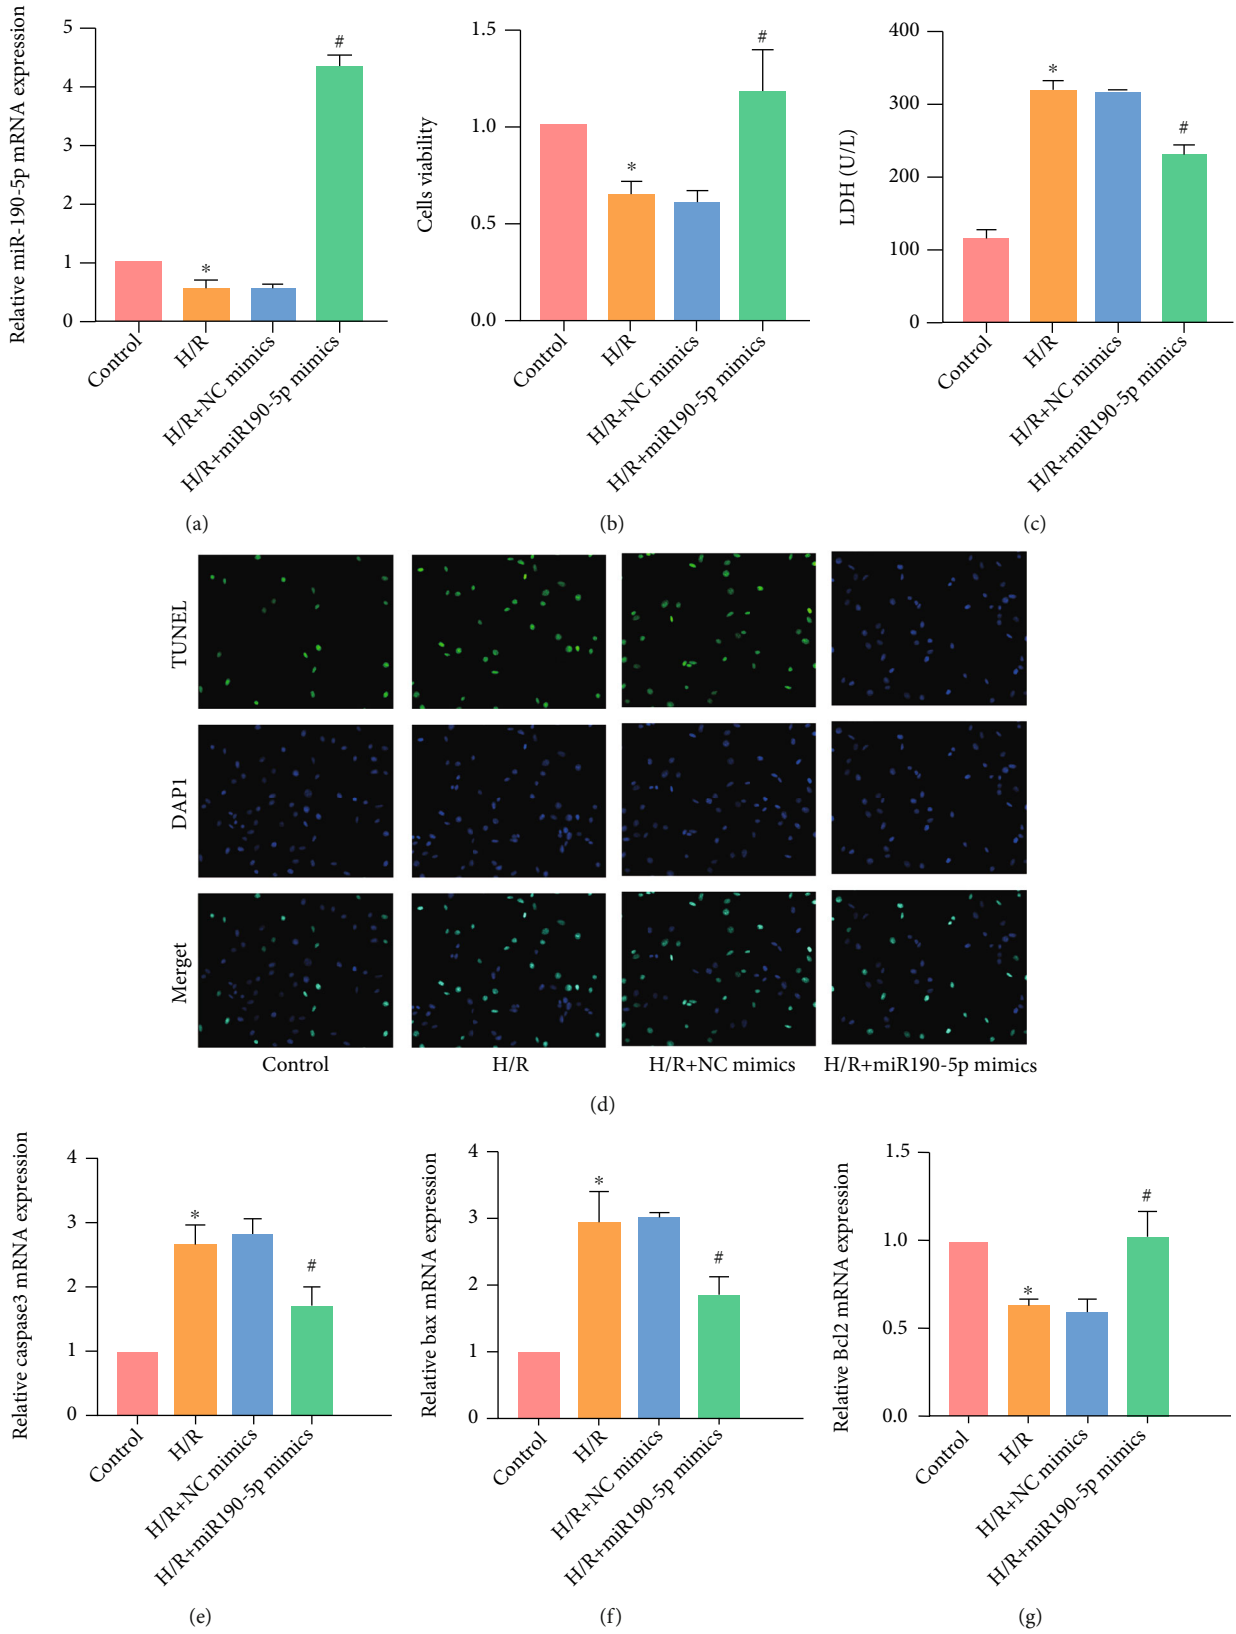 Relative miR-190-5p mRNA expression
5
4
3
2
1
0
*
#
Control
H/R
H/R+NC mimics
H/R+miR190-5p mimics
(a)
Cells viability
1.5
1.0
0.5
0.0
*
#
Control
H/R
H/R+NC mimics
H/R+miR190-5p mimics
(b)
LDH (U/L)
400
300
200
100
0
*
#
Control
H/R
H/R+NC mimics
H/R+miR190-5p mimics
(c)
TUNEL
DAP1
Merget
Control
H/R
H/R+NC mimics
H/R+miR190-5p mimics
(d)
Relative caspase3 mRNA expression
4
3
2
1
0
*
#
Control
H/R
H/R+NC mimics
H/R+miR190-5p mimics
(e)
Relative bax mRNA expression
4
3
2
1
0
*
#
Control
H/R
H/R+NC mimics
H/R+miR190-5p mimics
(f)
Relative Bcl2 mRNA expression
1.5
1.0
0.5
0.0
*
#
Control
H/R
H/R+NC mimics
H/R+miR190-5p mimics
(g)